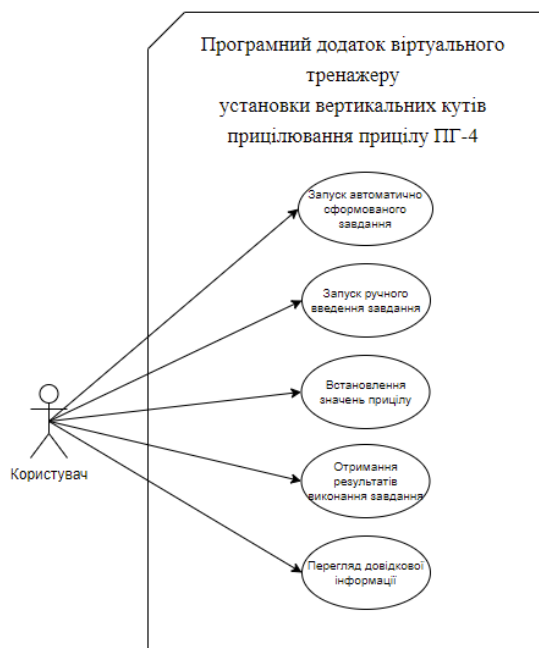 Програмний додаток віртуального
тренажеру
установки вертикальних кутів
прицілювання прицілу ПГ-4
Запуск автоматично
сформованого
завдання
Запуск ручного
введення завдання
Встановлення
значень прицілу
Користувач
Отримання
результатів
виконання завдання
Перегляд довідкової
інформації